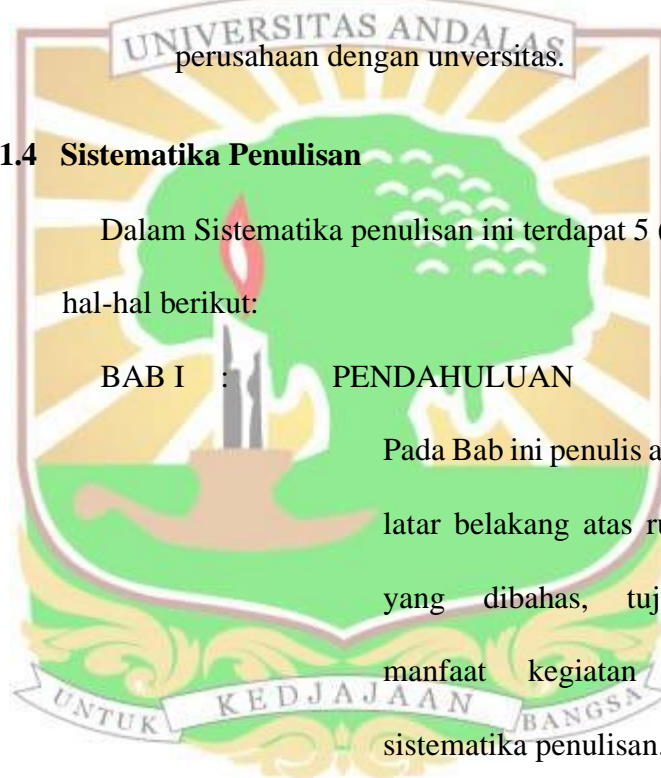 UNIVERSITAS ANDALAS
perusahaan dengan unversitas.
1.4 Sistematika Penulisan
Dalam Sistematika penulisan ini terdapat 5
hal-hal berikut:
BAB I : PENDAHULUAN
Pada Bab ini penulis
latar belakang atas
yang dibahas,
manfaat kegiatan
sistematika penulisan.
UNTUK KEDJAJAAN BANGSA